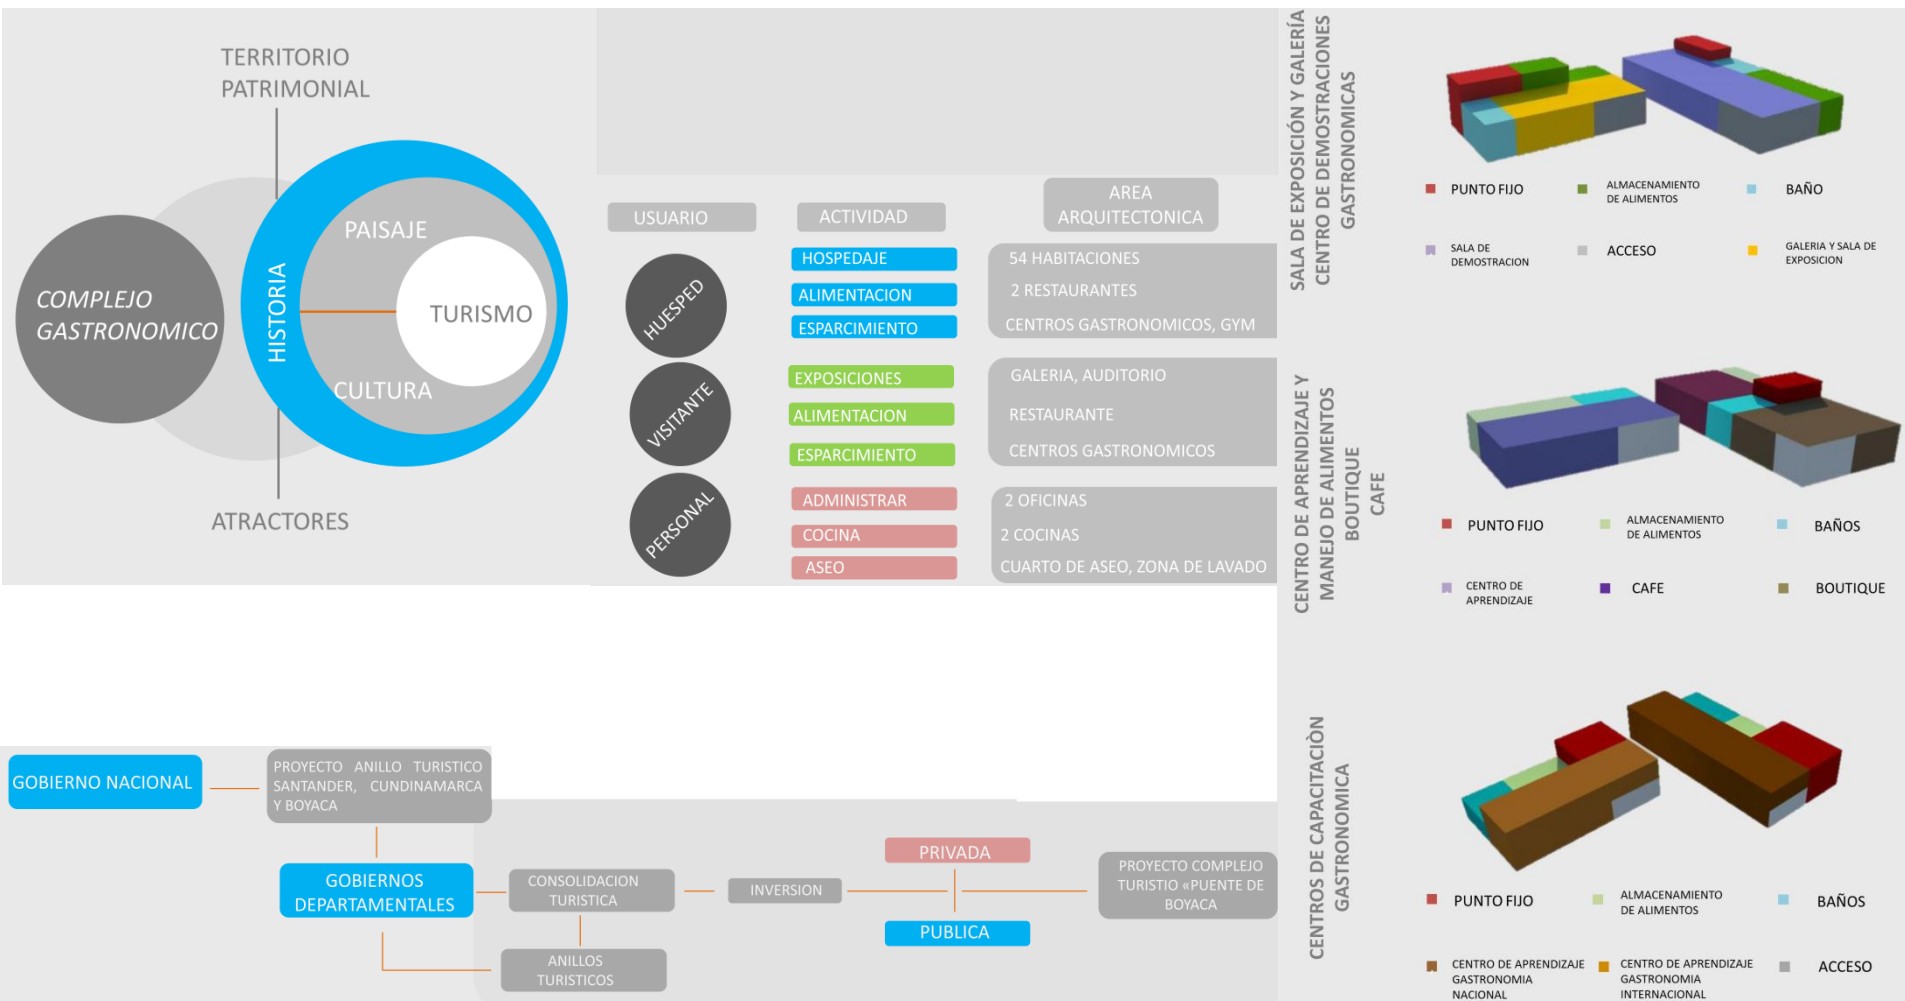 TERRITORIO
PATRIMONIAL
COMPLEJO
GASTRONOMICO
HISTORIA
PAISAJE
TURISMO
CULTURA
ATRACTORES
USUARIO
ACTIVIDAD
AREA
ARQUITECTONICA
HUESPED
HOSPEDAJE
54 HABITACIONES
ALIMENTACION
2 RESTAURANTES
ESPARCIMIENTO
CENTROS GASTRONOMICOS, GYM
VISITANTE
EXPOSICIONES
GALERIA, AUDITORIO
ALIMENTACION
RESTAURANTE
ESPARCIMIENTO
CENTROS GASTRONOMICOS
PERSONAL
ADMINISTRAR
2 OFICINAS
COCINA
2 COCINAS
ASEO
CUARTO DE ASEO, ZONA DE LAVADO
GOBIERNO NACIONAL
PROYECTO ANILLO TURISTICO
SANTANDER, CUNDINAMARCA
Y BOYACA
GOBIERNOS
DEPARTAMENTALES
CONSOLIDACION
TURISTICA
ANILLOS
TURISTICOS
INVERSION
PRIVADA
PUBLICA
PROYECTO COMPLEJO
TURISTIO «PUENTE DE
BOYACA
SALA DE EXPOSICIÓN Y GALERÍA
CENTRO DE DEMOSTRACIONES
GASTRONOMICAS
PUNTO FIJO
ALMACENAMIENTO
DE ALIMENTOS
BAÑO
SALA DE
DEMOSTRACION
ACCESO
GALERIA Y SALA DE
EXPOSICION
CENTRO DE APRENDIZAJE Y
MANEJO DE ALIMENTOS
BOUTIQUE
CAFE
PUNTO FIJO
ALMACENAMIENTO
DE ALIMENTOS
BAÑOS
CENTRO DE
APRENDIZAJE
CAFE
BOUTIQUE
CENTROS DE CAPACITACIÒN
GASTRONOMICA
PUNTO FIJO
ALMACENAMIENTO
DE ALIMENTOS
BAÑOS
CENTRO DE APRENDIZAJE
GASTRONOMIA
NACIONAL
CENTRO DE APRENDIZAJE
GASTRONOMIA
INTERNACIONAL
ACCESO